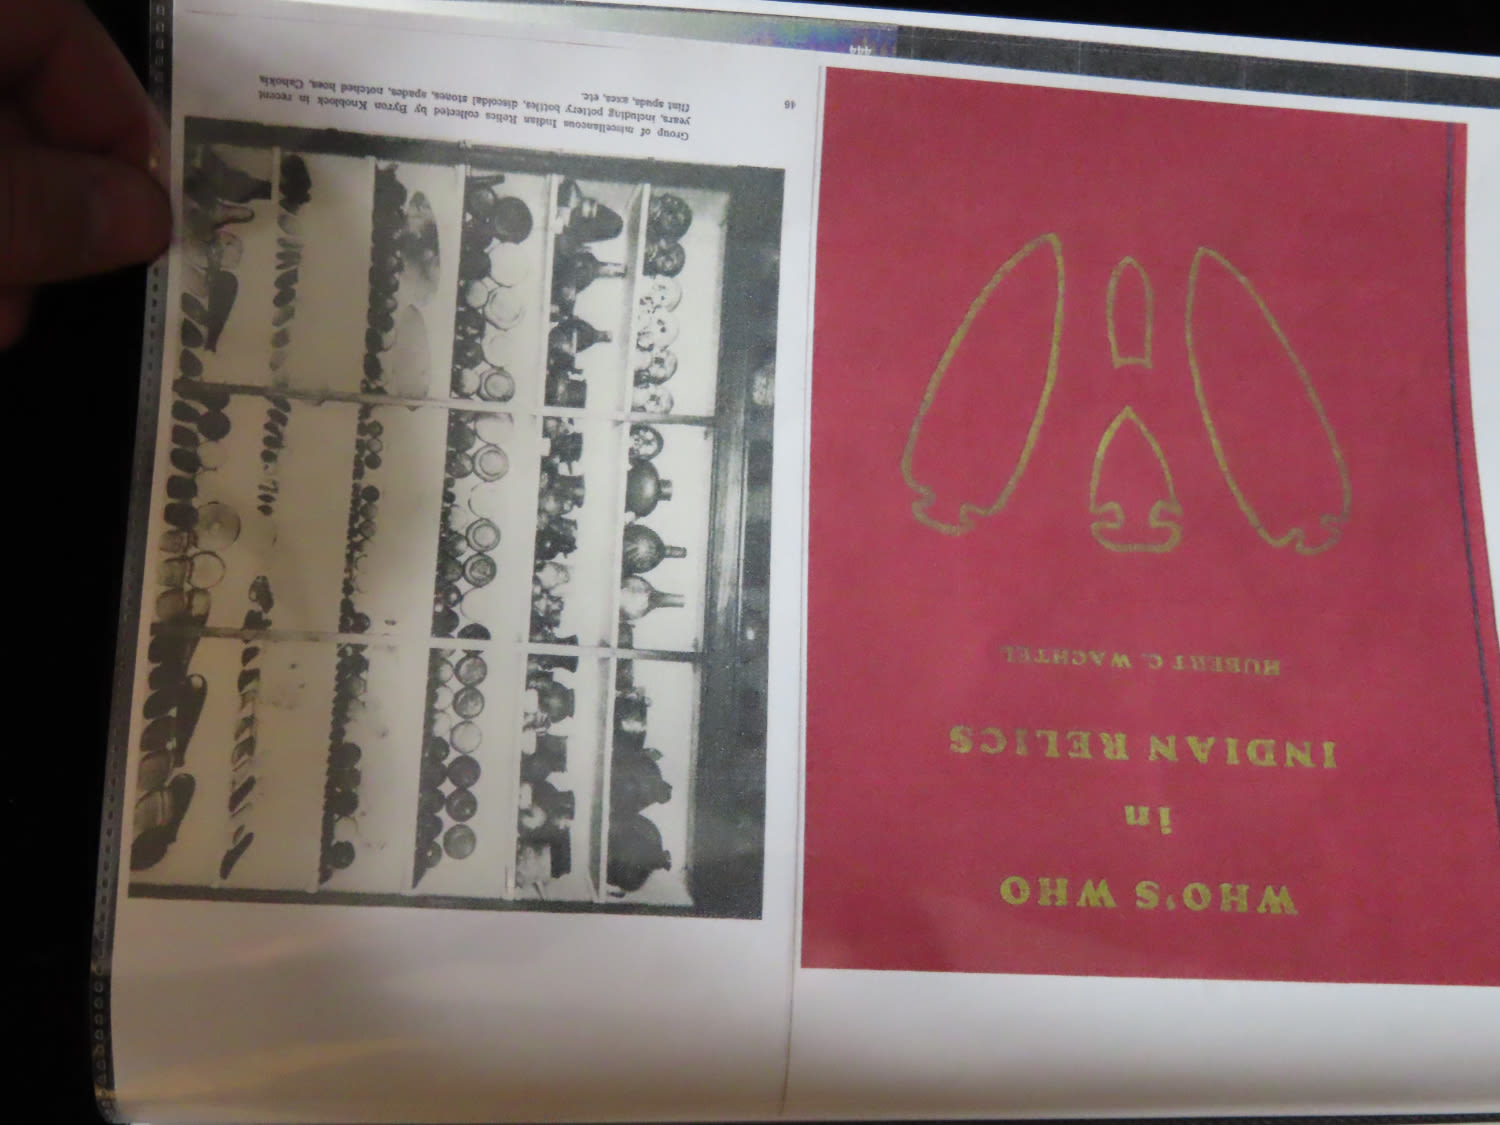 WHO'S WHO
in
INDIAN RELICS
HUBERT C. WACHTEL
Group of miscellaneous Indian Relics collected by Byron Knoblock in recent
years, including pottery bottles, discoidal stones, spades, notched hoes, Cahokia
flint spuds, axes, etc.
46
444